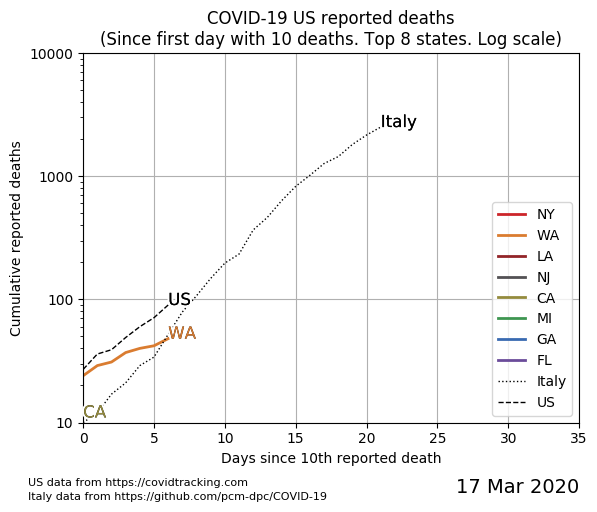 COVID-19 US reported deaths
(Since first day with 10 deaths. Top 8 states. Log scale)
10000
1000
100
10
Cumulative reported deaths
Italy
US
WA
CA
NY
WA
LA
NJ
CA
MI
GA
FL
Italy
US
0 5 10 15 20 25 30 35
Days since 10th reported death
US data from https://covidtracking.com
Italy data from https://github.com/pcm-dpc/COVID-19
17 Mar 2020